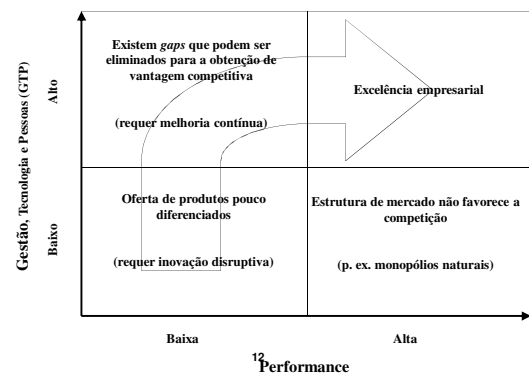 Existem gaps que podem ser
eliminados para a obtenção de
vantagem competitiva
(requer melhoria contínua)
Excelência empresarial
Oferta de produtos pouco
diferenciados
(requer inovação disruptiva)
Estrutura de mercado não favorece a
competição
(p. ex. monopólios naturais)
Gestão, Tecnologia e Pessoas (GTP)
Alto
Baixo
Baixa
Alta
12
Performance